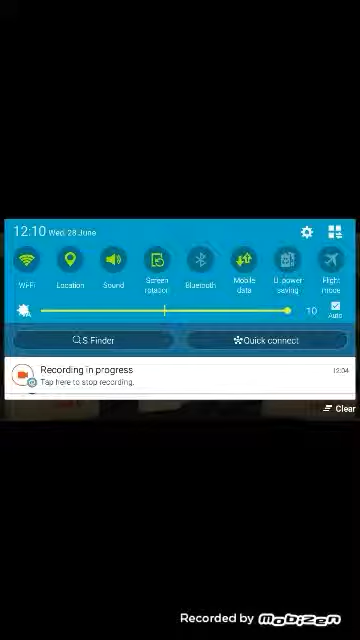 12:10 Wed, 28 June
Wi-Fi
Location
Sound
Screen rotation
Bluetooth
Mobile data
U. power saving
Flight mode
10
Auto
S Finder
Quick connect
Recording in progress
12:04
Tap here to stop recording.
Clear
Recorded by Mobizen